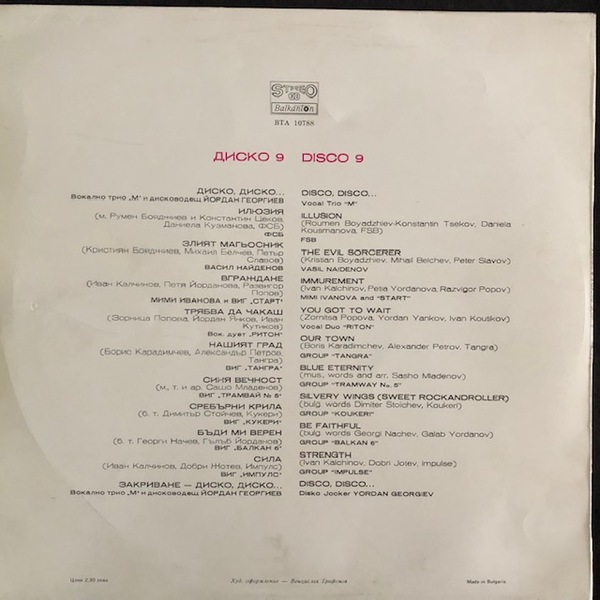 STEREO
Balkanton
ВТА 10788
ДИСКО 9
ДИСКО, ДИСКО...
Вокално трио „М" и дисководещ ЙОРДАН ГЕОРГИЕВ
ИЛЮЗИЯ
(м. Румен Бояджиев и Константин Цеков,
Даниела Кузманова, ФСБ)
ФСБ
ЗЛИЯТ МАГЬОСНИК
(Кристиян Бояджиев, Михаил Белчев, Петър
Славов)
ВАСИЛ НАЙДЕНОВ
ВГРАЖДАНЕ
(Иван Калчинов, Петя Йорданова, Развигор
Попов)
МИМИ ИВАНОВА и ВИГ „СТАРТ"
ТРЯБВА ДА ЧАКАШ
(Зорница Попова, Йордан Янков, Иван
Кутиков)
Вок. дует „РИТОН"
НАШИЯТ ГРАД
(Борис Карадимчев, Александър Петров,
Тангра)
ВИГ „ТАНГРА"
СИНЯ ВЕЧНОСТ
(м., т. и ар. Сашо Младенов)
ВИГ „ТРАМВАЙ № 5"
СРЕБЪРНИ КРИЛА
(б. т. Димитър Стойчев, Кукери)
ВИГ „КУКЕРИ"
БЪДИ МИ ВЕРЕН
(б. т. Георги Начев, Гълъб Йорданов)
ВИГ „БАЛКАН 6"
СИЛА
(Иван Калчинов, Добри Жотев, Импулс)
ВИГ „ИМПУЛС"
ЗАКРИВАНЕ — ДИСКО, ДИСКО...
Вокално трио „М" и дисководещ ЙОРДАН ГЕОРГИЕВ
DISCO 9
DISCO, DISCO...
Vocal Trio "M"
ILLUSION
(Roumen Boyadzhiev-Konstantin Tsekov, Daniela
Kousmanova, FSB)
FSB
THE EVIL SORCERER
(Kristian Boyadzhiev, Mihail Belchev, Peter Slavov)
VASIL NAIDENOV
IMMUREMENT
(Ivan Kalchinov, Petia Yordanova, Razvigor Popov)
MIMI IVANOVA and "START"
YOU GOT TO WAIT
(Zornitsa Popova, Yordan Yankov, Ivan Koutikov)
Vocal Duo "RITON"
OUR TOWN
(Boris Karadimchev, Alexander Petrov, Tangra)
GROUP "TANGRA"
BLUE ETERNITY
(mus., words and arr. Sasho Mladenov)
GROUP "TRAMWAY No. 5"
SILVERY WINGS (SWEET ROCKANDROLLER)
(bulg. words Dimiter Stoichev, Koukeri)
GROUP "KOUKERI"
BE FAITHFUL
(bulg. words Georgi Nachev, Galab Yordanov)
GROUP "BALKAN 6"
STRENGTH
(Ivan Kalchinov, Dobri Jotev, Impulse)
GROUP "IMPULSE"
DISCO, DISCO...
Disko Jocker YORDAN GEORGIEV
Цена 2,30 лева
Худ. оформление — Венцислав
Made in Bulgaria